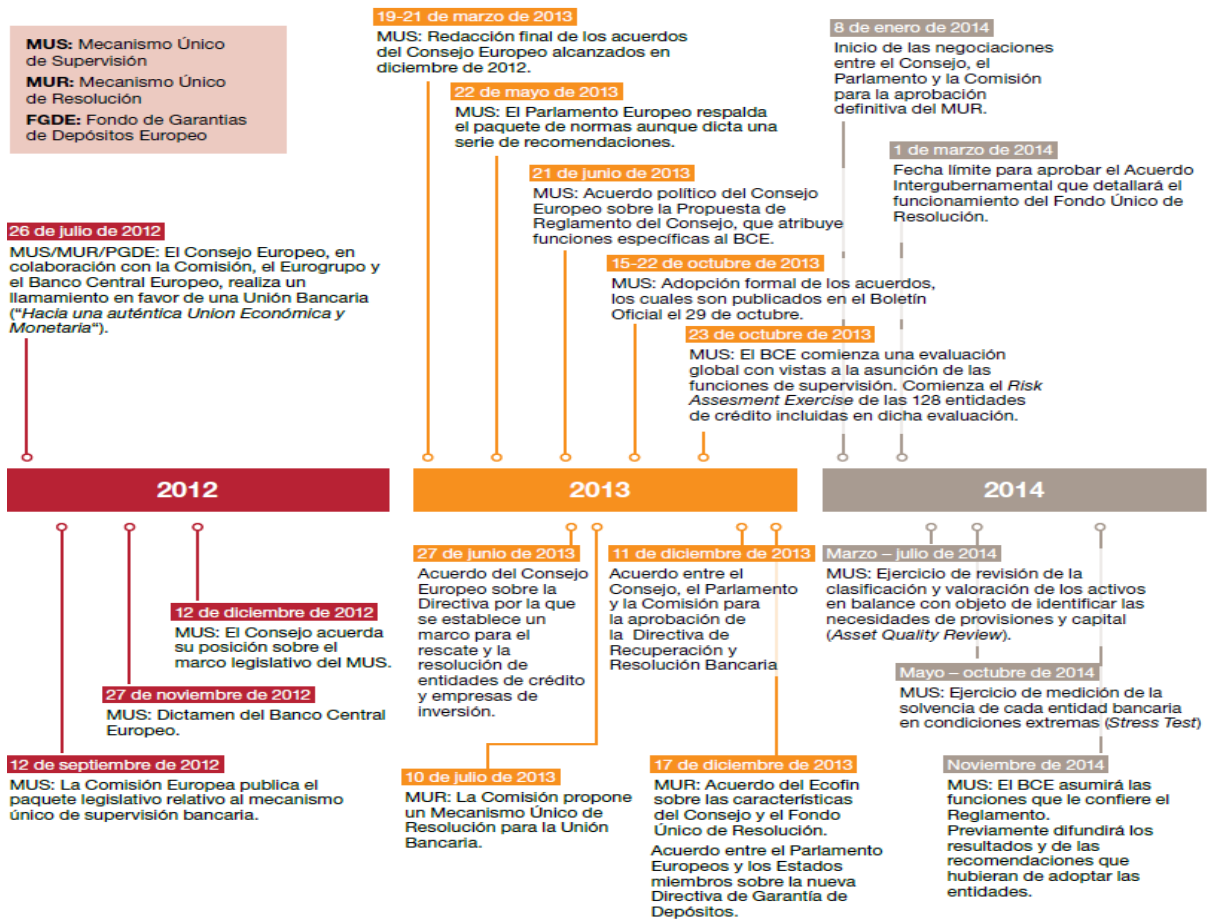 MUS: Mecanismo Único
de Supervisión
MUR: Mecanismo Único
de Resolución
FGDE: Fondo de Garantias
de Depósitos Europeo
26 de julio de 2012
MUS/MUR/PGDE: El Consejo Europeo, en
colaboración con la Comisión, el Eurogrupo y
el Banco Central Europeo, realiza un
llamamiento en favor de una Unión Bancaria
("Hacia una auténtica Union Económica y
Monetaria").
19-21 de marzo de 2013
MUS: Redacción final de los acuerdos
del Consejo Europeo alcanzados en
diciembre de 2012.
22 de mayo de 2013
MUS: El Parlamento Europeo respalda
el paquete de normas aunque dicta una
serie de recomendaciones.
21 de junio de 2013
MUS: Acuerdo político del Consejo
Europeo sobre la Propuesta de
Reglamento del Consejo, que atribuye
funciones específicas al BCE.
15-22 de octubre de 2013
MUS: Adopción formal de los acuerdos,
los cuales son publicados en el Boletín
Oficial el 29 de octubre.
23 de octubre de 2013
MUS: El BCE comienza una evaluación
global con vistas a la asunción de las
funciones de supervisión. Comienza el Risk
Assesment Exercise de las 128 entidades
de crédito incluidas en dicha evaluación.
8 de enero de 2014
Inicio de las negociaciones
entre el Consejo, el
Parlamento y la Comisión
para la aprobación
definitiva del MUR.
1 de marzo de 2014
Fecha límite para aprobar el Acuerdo
Intergubernamental que detallará el
funcionamiento del Fondo Único de
Resolución.
2012
2013
2014
12 de diciembre de 2012
MUS: El Consejo acuerda
su posición sobre el
marco legislativo del MUS.
27 de noviembre de 2012
MUS: Dictamen del Banco Central
Europeo.
12 de septiembre de 2012
MUS: La Comisión Europea publica el
paquete legislativo relativo al mecanismo
único de supervisión bancaria.
27 de junio de 2013
Acuerdo del Consejo
Europeo sobre la
Directiva por la que
se establece un
marco para el
rescate y la
resolución de
entidades de crédito
y empresas de
inversión.
10 de julio de 2013
MUR: La Comisión propone
un Mecanismo Único de
Resolución para la Unión
Bancaria.
11 de diciembre de 2013
Acuerdo entre el
Consejo, el Parlamento
y la Comisión para
la aprobación de
la Directiva de
Recuperación y
Resolución Bancaria
17 de diciembre de 2013
MUR: Acuerdo del Ecofin
sobre las características
del Consejo y el Fondo
Único de Resolución.
Acuerdo entre el Parlamento
Europeos y los Estados
miembros sobre la nueva
Directiva de Garantía de
Depósitos.
Marzo – julio de 2014
MUS: Ejercicio de revisión de la
clasificación y valoración de los activos
en balance con objeto de identificar las
necesidades de provisiones y capital
(Asset Quality Review).
Mayo – octubre de 2014
MUS: Ejercicio de medición de la
solvencia de cada entidad bancaria
en condiciones extremas (Stress Test)
Noviembre de 2014
MUS: El BCE asumirá las
funciones que le confiere el
Reglamento.
Previamente difundirá los
resultados y de las
recomendaciones que
hubieran de adoptar las
entidades.